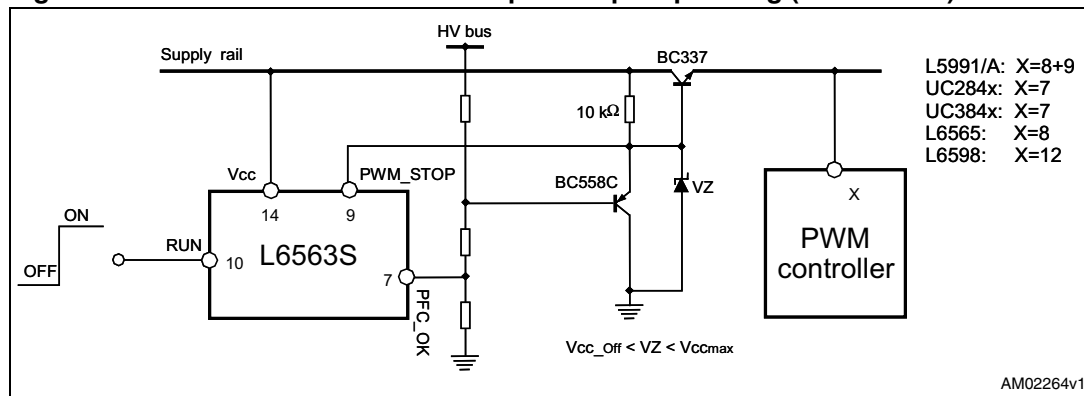 HV bus
Supply rail
BC337
L5991/A: X=8+9
UC284x: X=7
UC384x: X=7
L6565: X=8
L6598: X=12
10 kΩ
Vcc
PWM_STOP
BC558C
VZ
X
14
9
ON
RUN
L6563S
PWM
controller
OFF
10
7
PFC_OK
Vcc_Off < VZ < Vccmax
AM02264v1